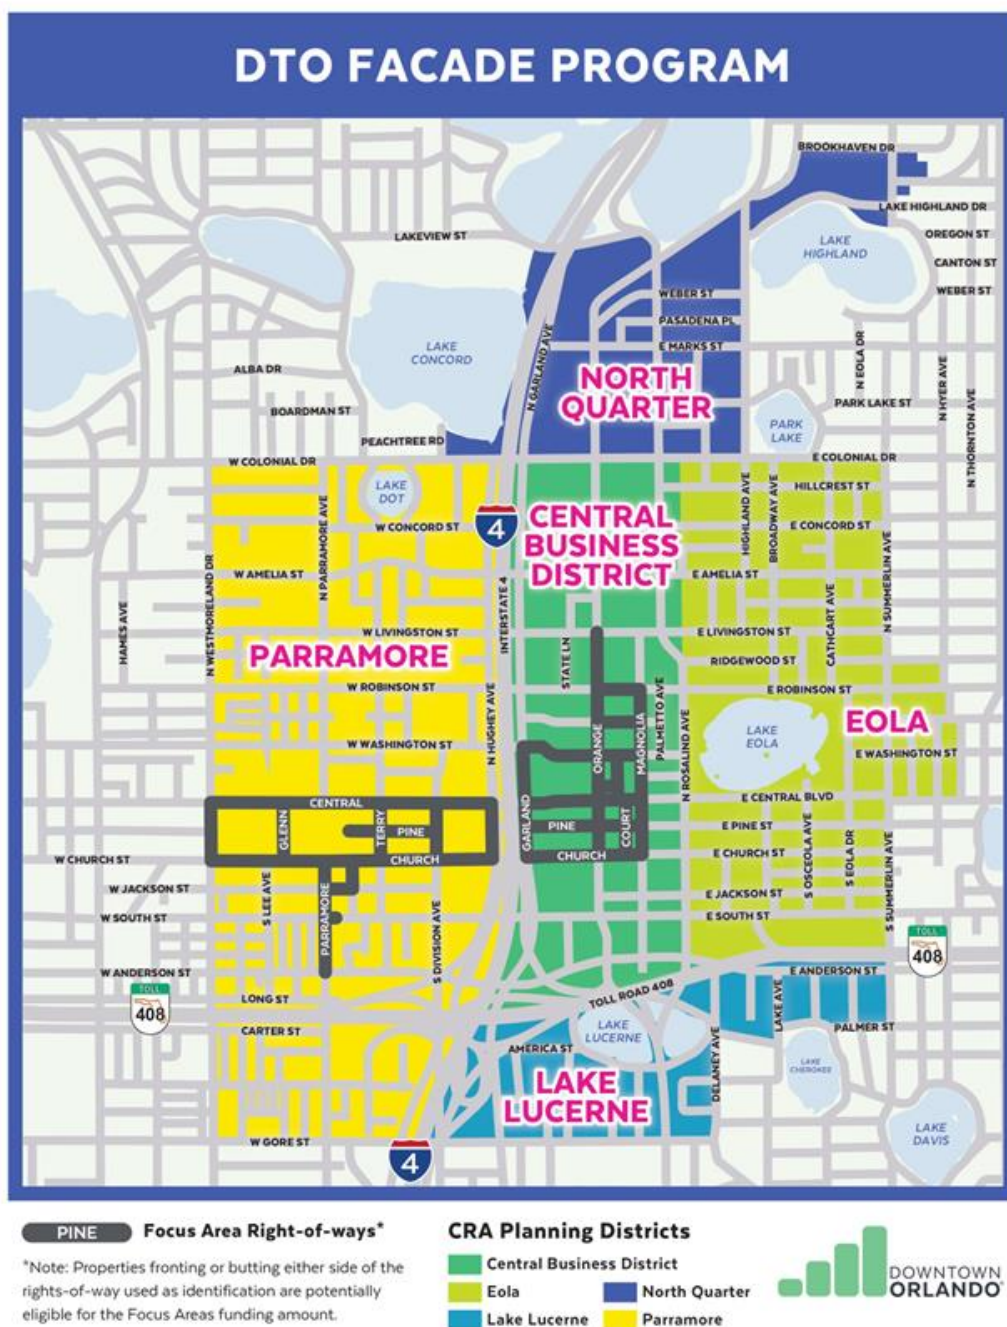 DTO FACADE PROGRAM
BROOKHAVEN DR
LAKE HIGHLAND DR
LAKEVIEW ST
OREGON ST
LAKE
HIGHLAND
CANTON ST
WEBER ST
WEBER ST
PASADENA PL
E MARKS ST
LAKE
CONCORD
N GARLAND AVE
N EOLA DR
N HYER AVE
N THORNTON AVE
ALBA DR
NORTH
QUARTER
BOARDMAN ST
PARK LAKE ST
PARK
LAKE
PEACHTREE RD
W COLONIAL DR
E COLONIAL DR
LAKE
DOT
HILLCREST ST
N PARRAMORE AVE
HIGHLAND AVE
BROADWAY AVE
W CONCORD ST
4
CENTRAL
BUSINESS
DISTRICT
E CONCORD ST
N SUMMERLIN AVE
W AMELIA ST
E AMELIA ST
N WESTMORELAND DR
HAMES AVE
INTERSTATE 4
CATHCART AVE
W LIVINGSTON ST
E LIVINGSTON ST
PARRAMORE
STATE LN
RIDGEWOOD ST
W ROBINSON ST
E ROBINSON ST
N HUGHEY AVE
ORANGE
MAGNOLIA
PALMETTO AVE
N ROSALIND AVE
LAKE
EOLA
EOLA
W WASHINGTON ST
E WASHINGTON ST
CENTRAL
E CENTRAL BLVD
GLENN
TERRY
PINE
GARLAND
PINE
COURT
E PINE ST
S OSCEOLA AVE
S EOLA DR
S SUMMERLIN AVE
W CHURCH ST
CHURCH
CHURCH
E CHURCH ST
W JACKSON ST
S LEE AVE
PARRAMORE
E JACKSON ST
W SOUTH ST
S DIVISION AVE
E SOUTH ST
TOLL
408
W ANDERSON ST
E ANDERSON ST
TOLL
408
LONG ST
TOLL ROAD 408
LAKE AVE
CARTER ST
LAKE
LUCERNE
PALMER ST
AMERICA ST
DELANEY AVE
LAKE
CHEROKEE
LAKE
LUCERNE
W GORE ST
4
LAKE
DAVIS
PINE Focus Area Right-of-ways*
*Note: Properties fronting or butting either side of the
rights-of-way used as identification are potentially
eligible for the Focus Areas funding amount.
CRA Planning Districts
Central Business District
Eola
North Quarter
Lake Lucerne
Parramore
DOWNTOWN
ORLANDO